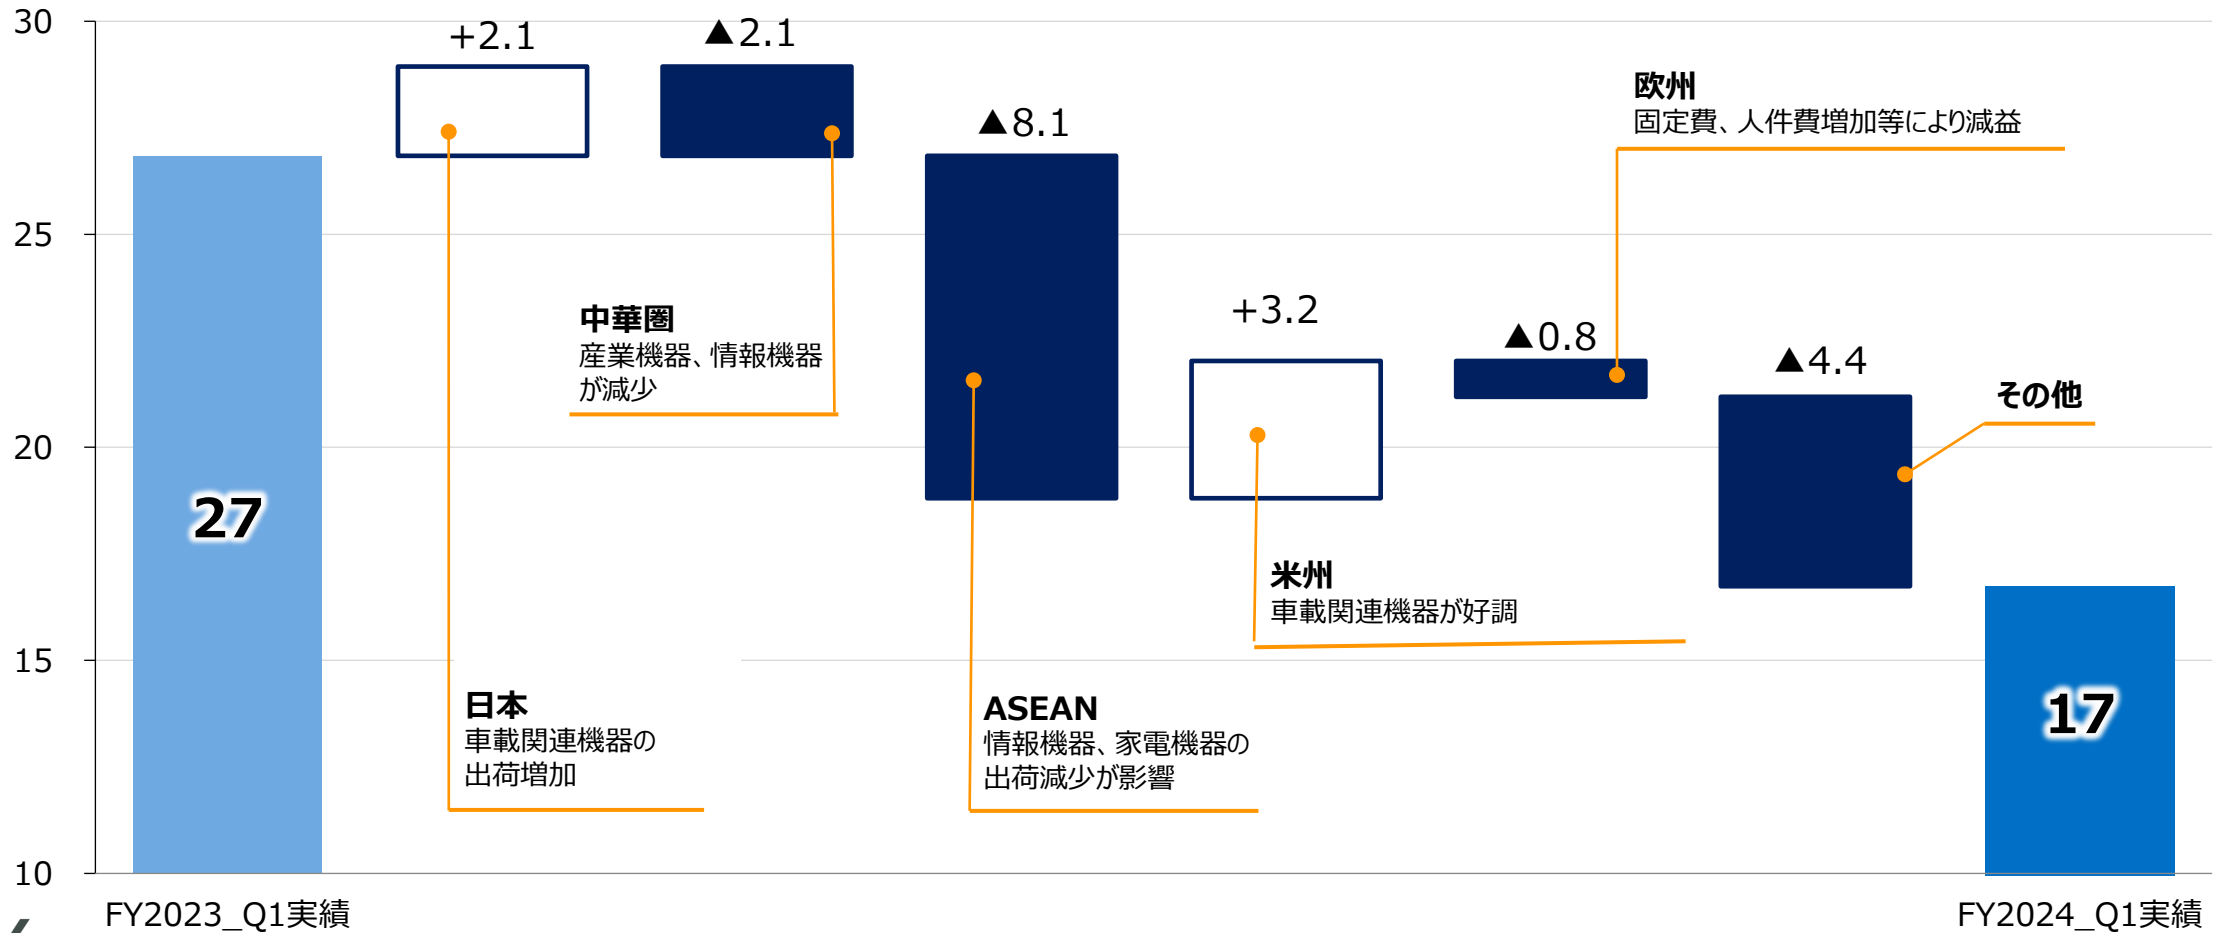 30
25
20
15
10
+2.1
▲2.1
▲8.1
+3.2
▲0.8
▲4.4
27
17
欧州
固定費、人件費増加等により減益
中華圏
産業機器、情報機器
が減少
その他
米州
車載関連機器が好調
日本
車載関連機器の
出荷増加
ASEAN
情報機器、家電機器の
出荷減少が影響
FY2023_Q1実績
FY2024_Q1実績